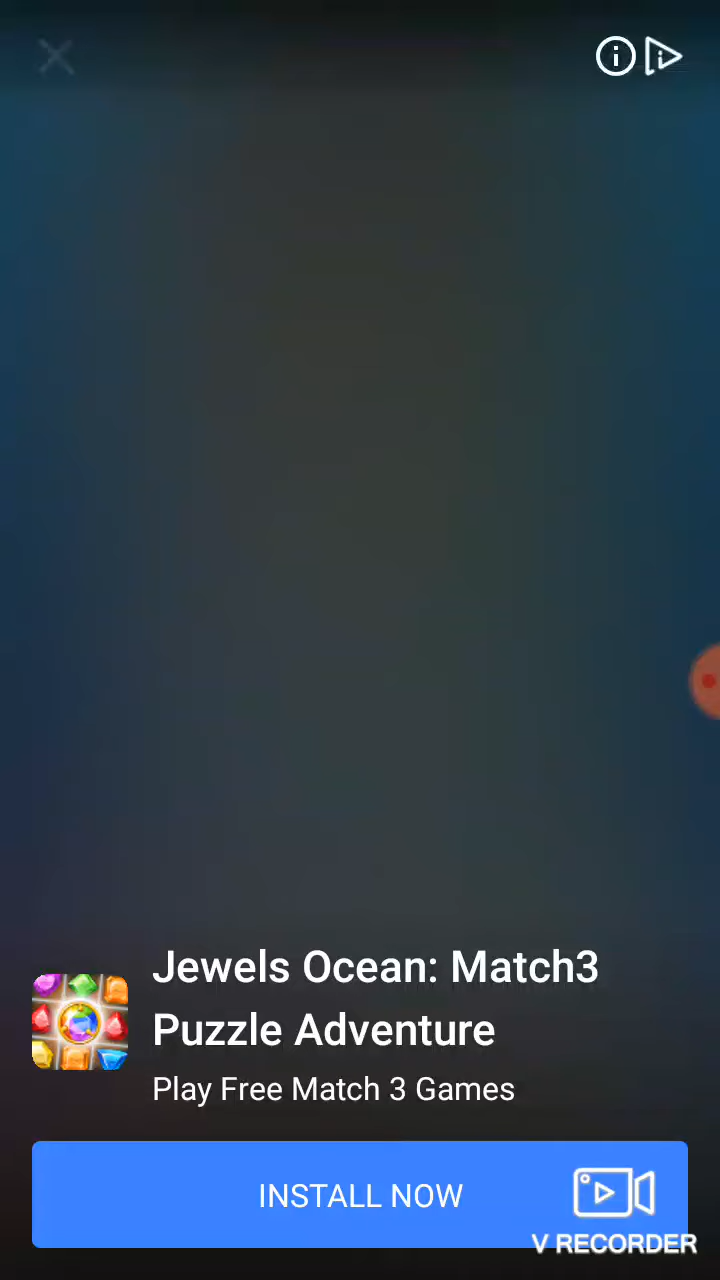 Jewels Ocean: Match3
Puzzle Adventure
Play Free Match 3 Games
INSTALL NOW
V RECORDER